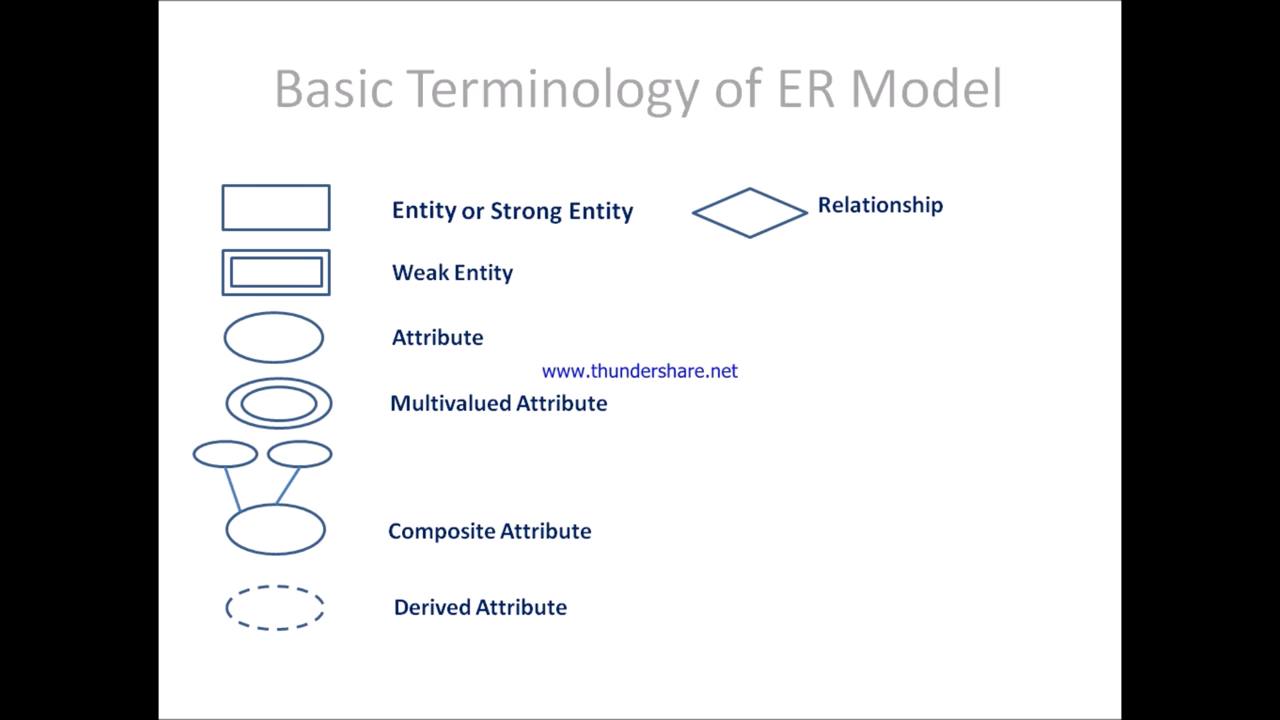 Basic Terminology of ER Model
Entity or Strong Entity
Relationship
Weak Entity
Attribute
www.thundershare.net
Multivalued Attribute
Composite Attribute
Derived Attribute